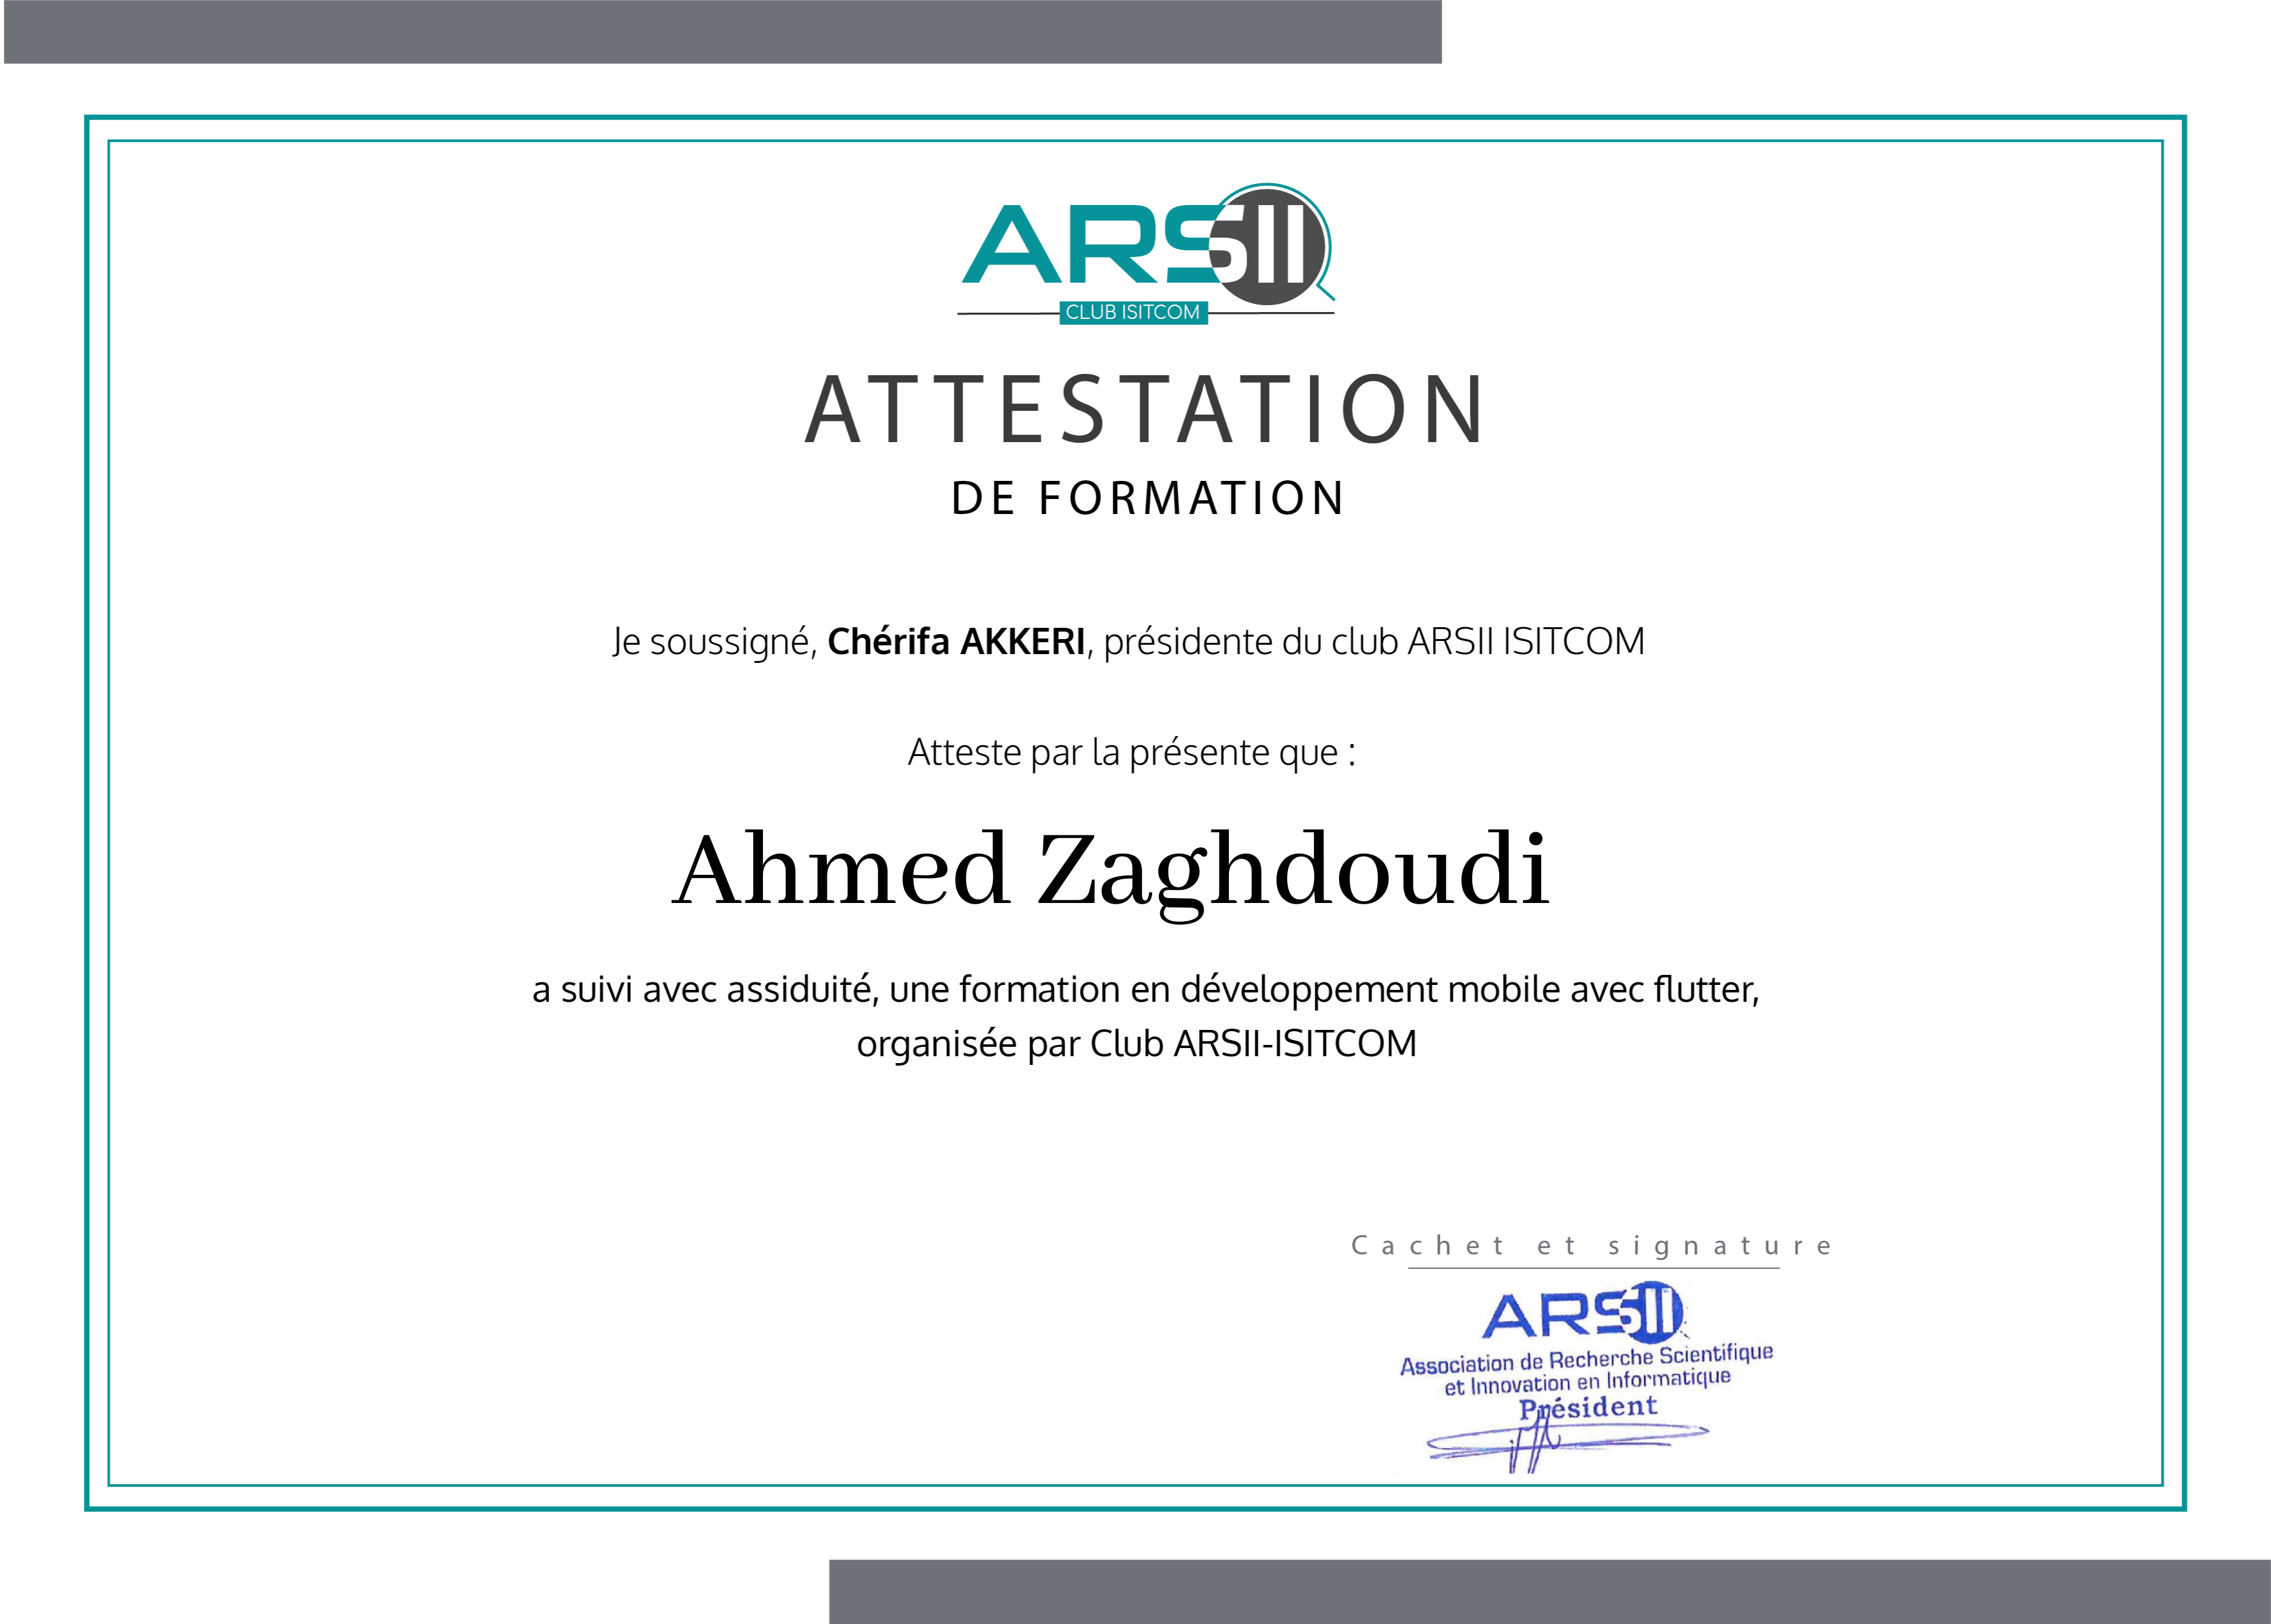 ARSII
CLUB ISITCOM
ATTESTATION
DE FORMATION
Je soussigné, Chérifa AKKERI, présidente du club ARSII ISITCOM
Atteste par la présente que :
Ahmed Zaghdoudi
a suivi avec assiduité, une formation en développement mobile avec flutter,
organisée par Club ARSII-ISITCOM
Cachet et signature
ARSII
Association de Recherche Scientifique
et Innovation en Informatique
Président